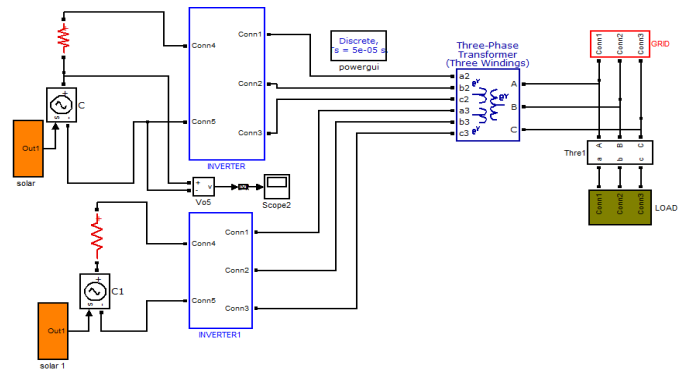 Conn4
Conn1
Conn2
Conn5
Conn3
INVERTER
Discrete,
Ts = 5e-05 s.
powergui
Three-Phase
Transformer
(Three Windings)
a2
b2
c2
a3
b3
c3
A
B
C
Conn1
Conn2
Conn3
GRID
A
B
C
Thre1
a
b
c
Conn1
Conn2
Conn3
LOAD
+
C
s
-
Out1
solar
+
-
v
Vo5
Scope2
Conn4
Conn1
Conn2
Conn5
Conn3
INVERTER1
+
C1
s
-
Out1
solar 1